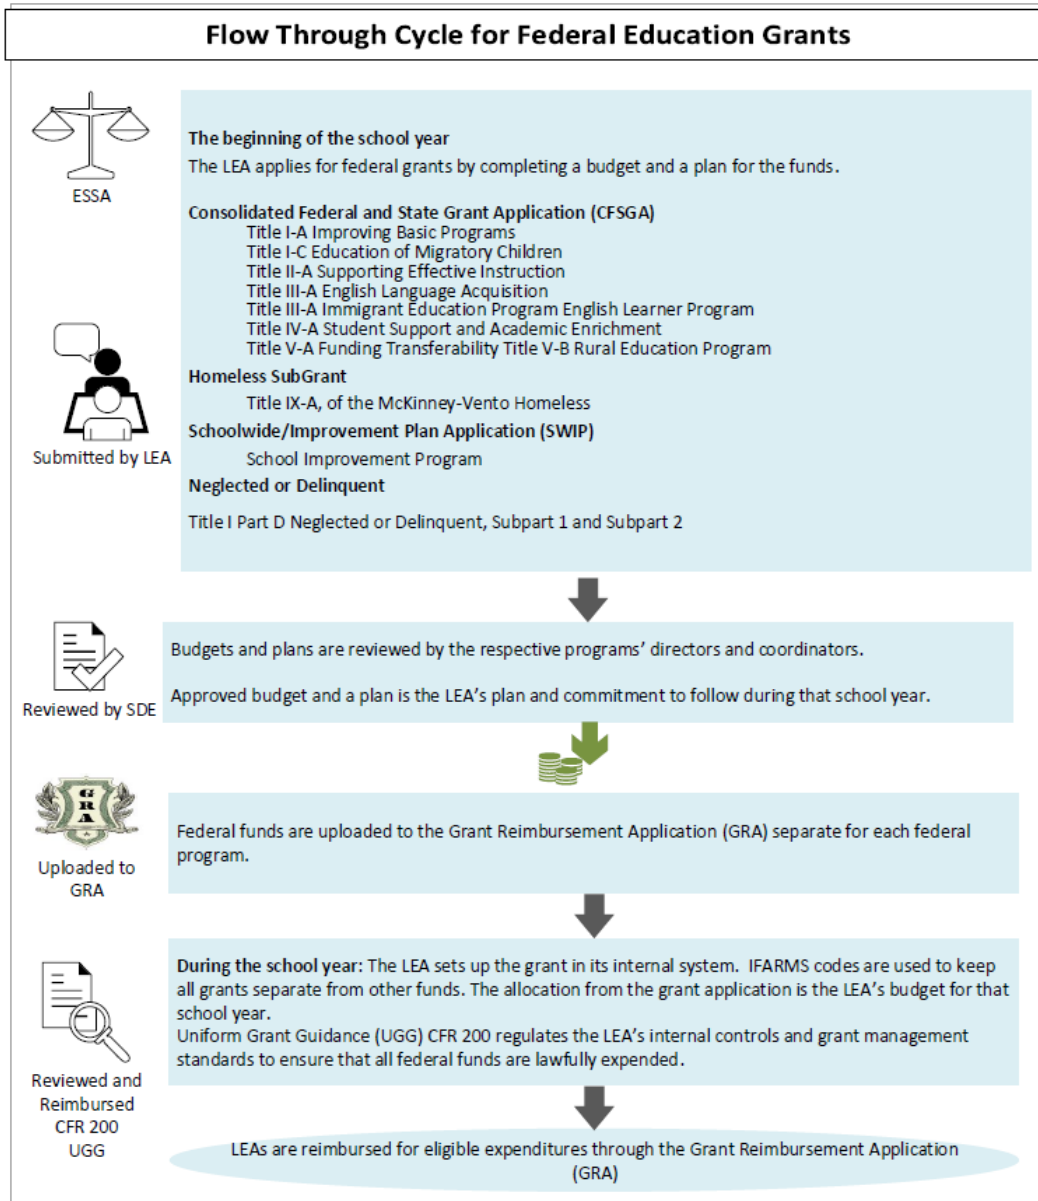 Flow Through Cycle for Federal Education Grants
ESSA
The beginning of the school year
The LEA applies for federal grants by completing a budget and a plan for the funds.
Consolidated Federal and State Grant Application (CFSGA)
Title I-A Improving Basic Programs
Title I-C Education of Migratory Children
Title II-A Supporting Effective Instruction
Title III-A English Language Acquisition
Title III-A Immigrant Education Program English Learner Program
Title IV-A Student Support and Academic Enrichment
Title V-A Funding Transferability Title V-B Rural Education Program
Homeless SubGrant
Title IX-A, of the McKinney-Vento Homeless
Schoolwide/Improvement Plan Application (SWIP)
School Improvement Program
Neglected or Delinquent
Title I Part D Neglected or Delinquent, Subpart 1 and Subpart 2
Submitted by LEA
Budgets and plans are reviewed by the respective programs’ directors and coordinators.
Approved budget and a plan is the LEA’s plan and commitment to follow during that school year.
Reviewed by SDE
GRA
Uploaded to
GRA
Federal funds are uploaded to the Grant Reimbursement Application (GRA) separate for each federal
program.
During the school year: The LEA sets up the grant in its internal system. IFARMS codes are used to keep
all grants separate from other funds. The allocation from the grant application is the LEA’s budget for that
school year.
Uniform Grant Guidance (UGG) CFR 200 regulates the LEA’s internal controls and grant management
standards to ensure that all federal funds are lawfully expended.
Reviewed and
Reimbursed
CFR 200
UGG
LEAs are reimbursed for eligible expenditures through the Grant Reimbursement Application
(GRA)